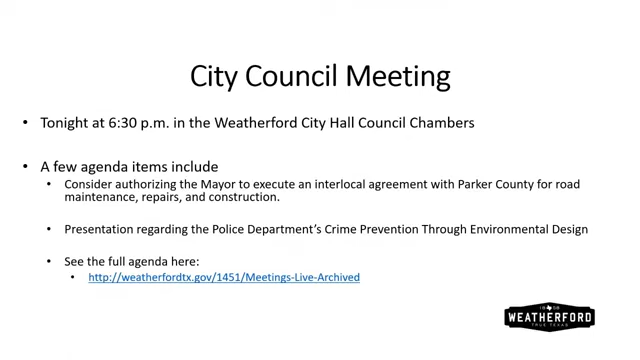 City Council Meeting
• Tonight at 6:30 p.m. in the Weatherford City Hall Council Chambers
• A few agenda items include
• Consider authorizing the Mayor to execute an interlocal agreement with Parker County for road
maintenance, repairs, and construction.
• Presentation regarding the Police Department's Crime Prevention Through Environmental Design
• See the full agenda here:
• http://weatherfordtx.gov/1451/Meetings-Live-Archived
WEATHERFORD
TRUE TEXAS